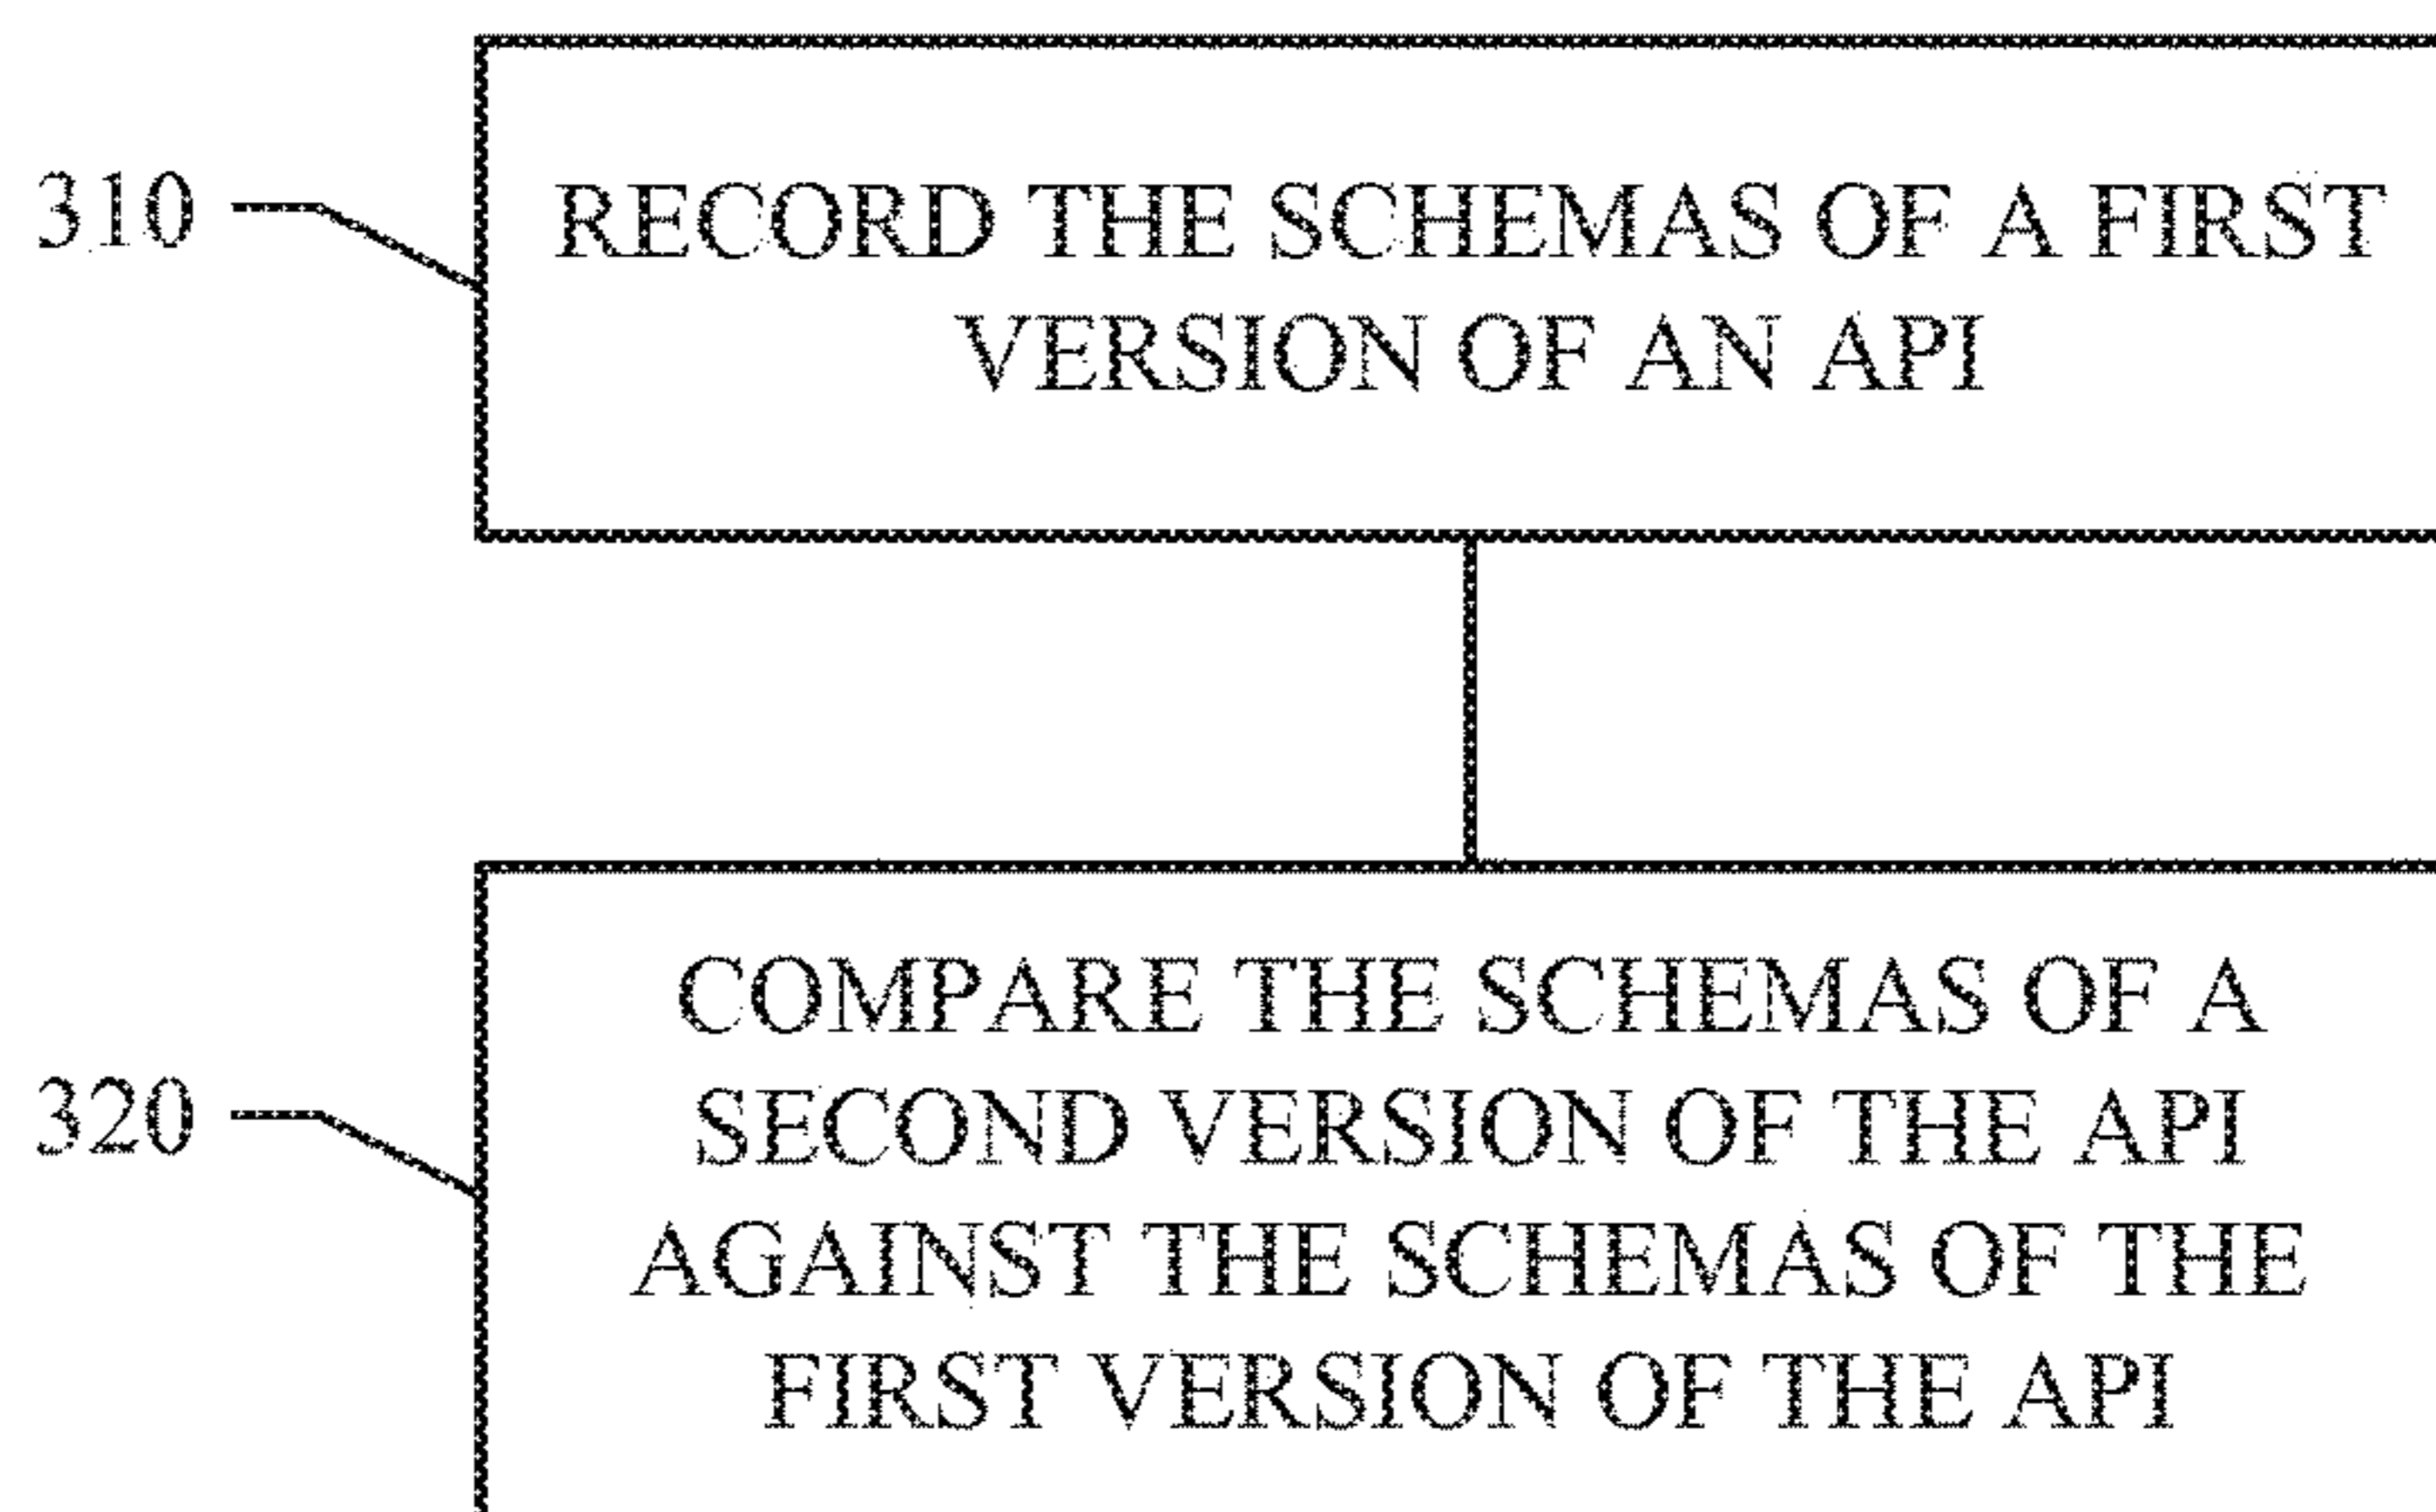 310
RECORD THE SCHEMAS OF A FIRST
VERSION OF AN API
COMPARE THE SCHEMAS OF A
320
SECOND VERSION OF THE API
AGAINST THE SCHEMAS OF THE
FIRST VERSION OF THE API